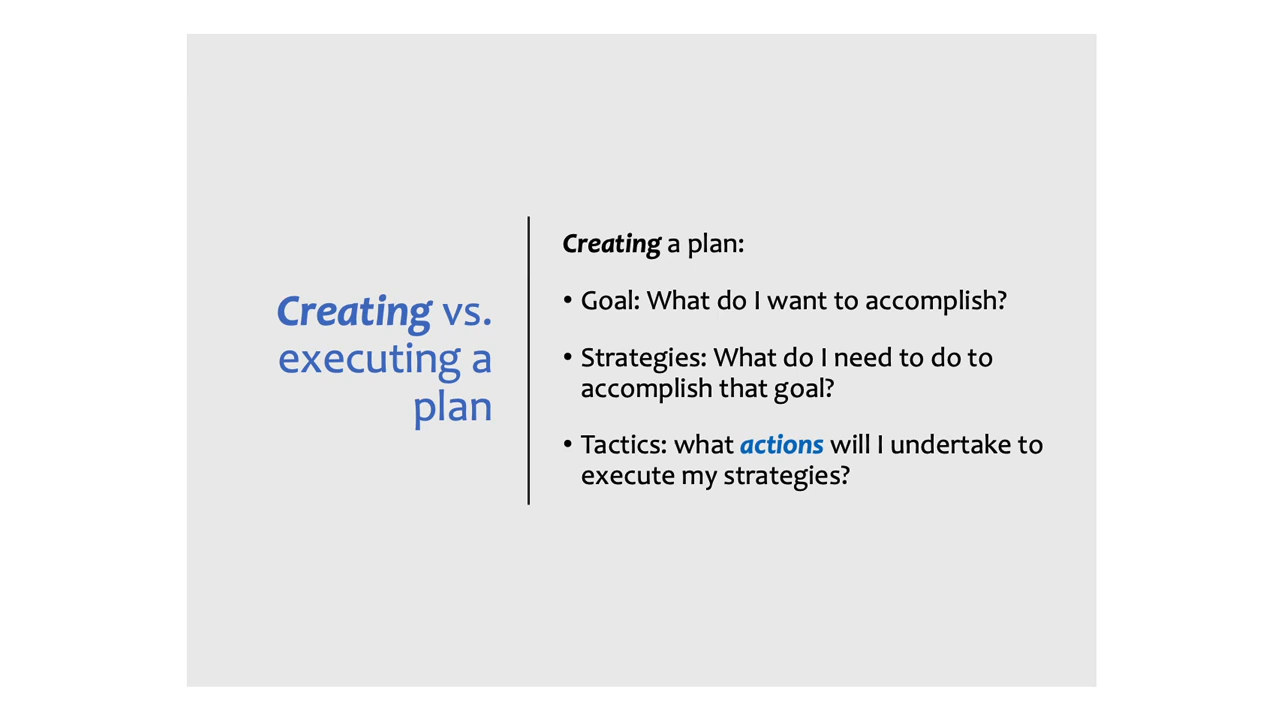 Creating vs.
executing a
plan
Creating a plan:
• Goal: What do I want to accomplish?
• Strategies: What do I need to do to
accomplish that goal?
• Tactics: what actions will I undertake to
execute my strategies?